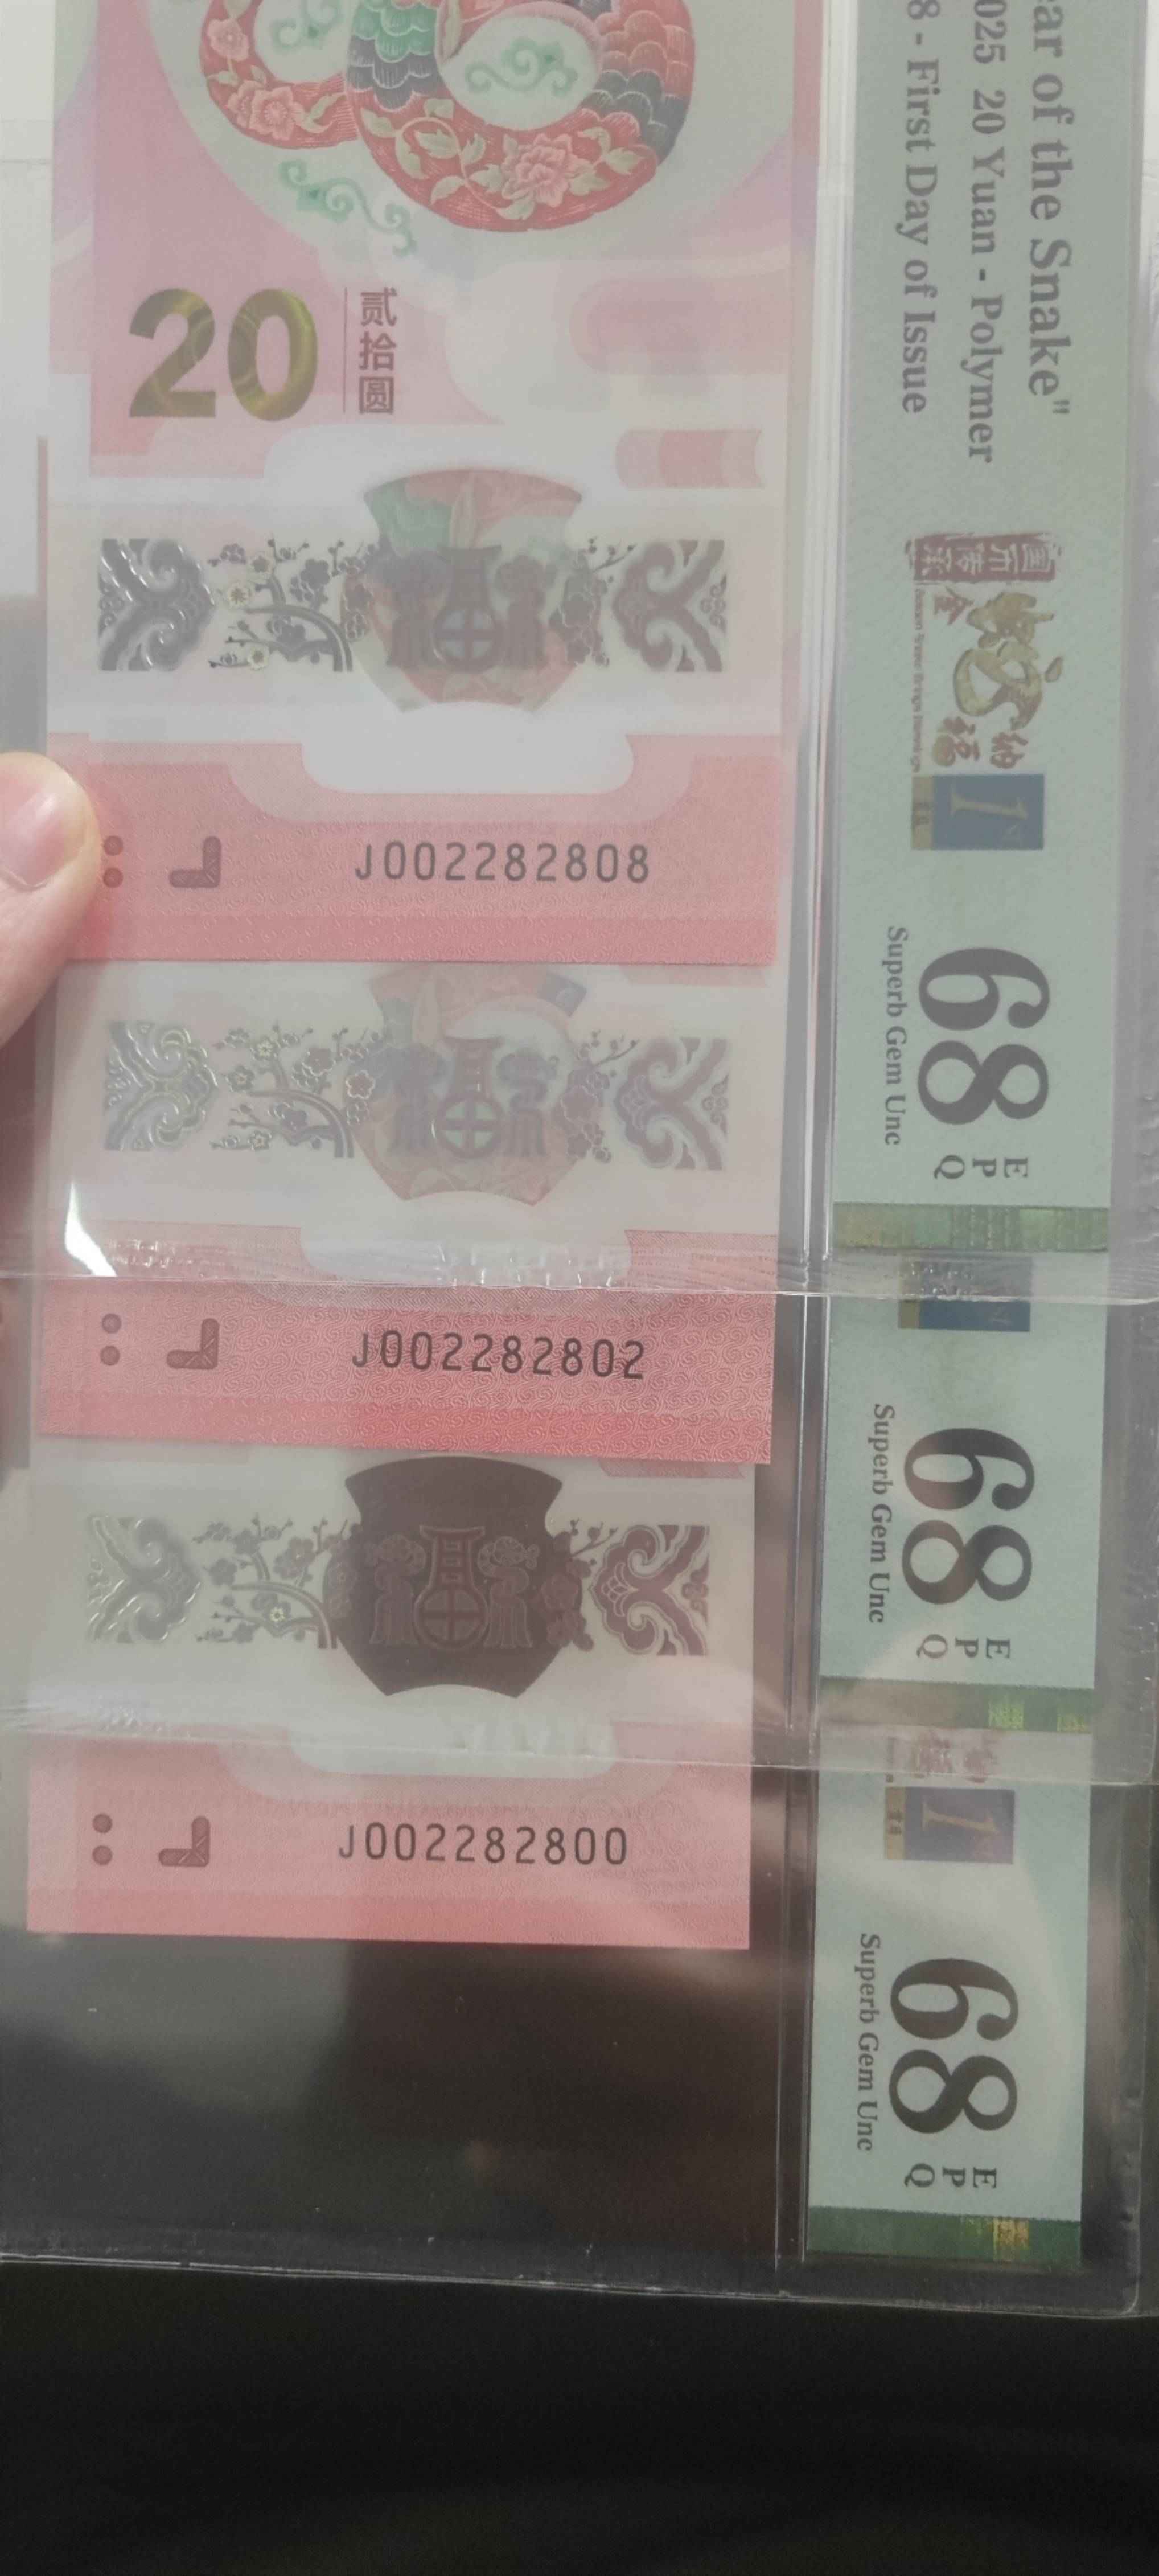 ear of the Snake"
025 20 Yuan - Polymer
8 - First Day of Issue
20
贰拾圆
J002282808
68
EPQ
Superb Gem Unc
J002282802
68
EPQ
Superb Gem Unc
J002282800
68
EPQ
Superb Gem Unc